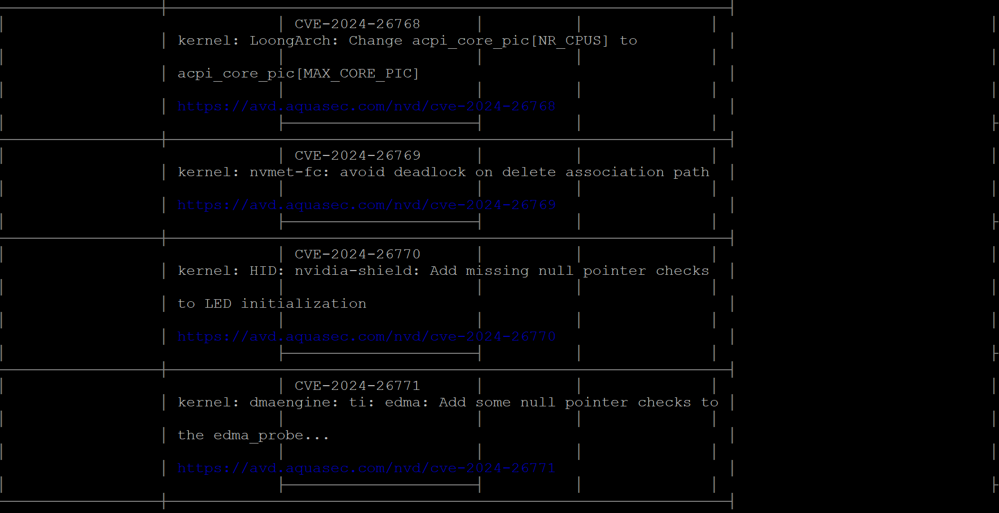 CVE-2024-26768
kernel: LoongArch: Change acpi_core_pic[NR_CPUS] to
acpi_core_pic[MAX_CORE_PIC]
https://avd.aquasec.com/nvd/cve-2024-26768
CVE-2024-26769
kernel: nvmet-fc: avoid deadlock on delete association path
https://avd.aquasec.com/nvd/cve-2024-26769
CVE-2024-26770
kernel: HID: nvidia-shield: Add missing null pointer checks
to LED initialization
https://avd.aquasec.com/nvd/cve-2024-26770
CVE-2024-26771
kernel: dmaengine: ti: edma: Add some null pointer checks to
the edma_probe...
https://avd.aquasec.com/nvd/cve-2024-26771